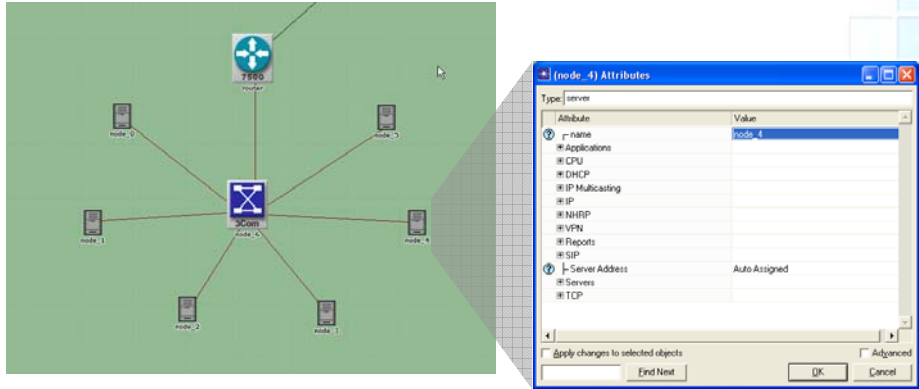 7500
router
node_0
node_5
3Com
node_6
node_1
node_4
node_2
(node_4) Attributes
Type: server
Attribute Value
name node_4
Applications
CPU
DHCP
IP Multicasting
IP
NHRP
VPN
Reports
SIP
Server Address Auto Assigned
Servers
TCP
Apply changes to selected objects
Advanced
Find Next
OK
Cancel